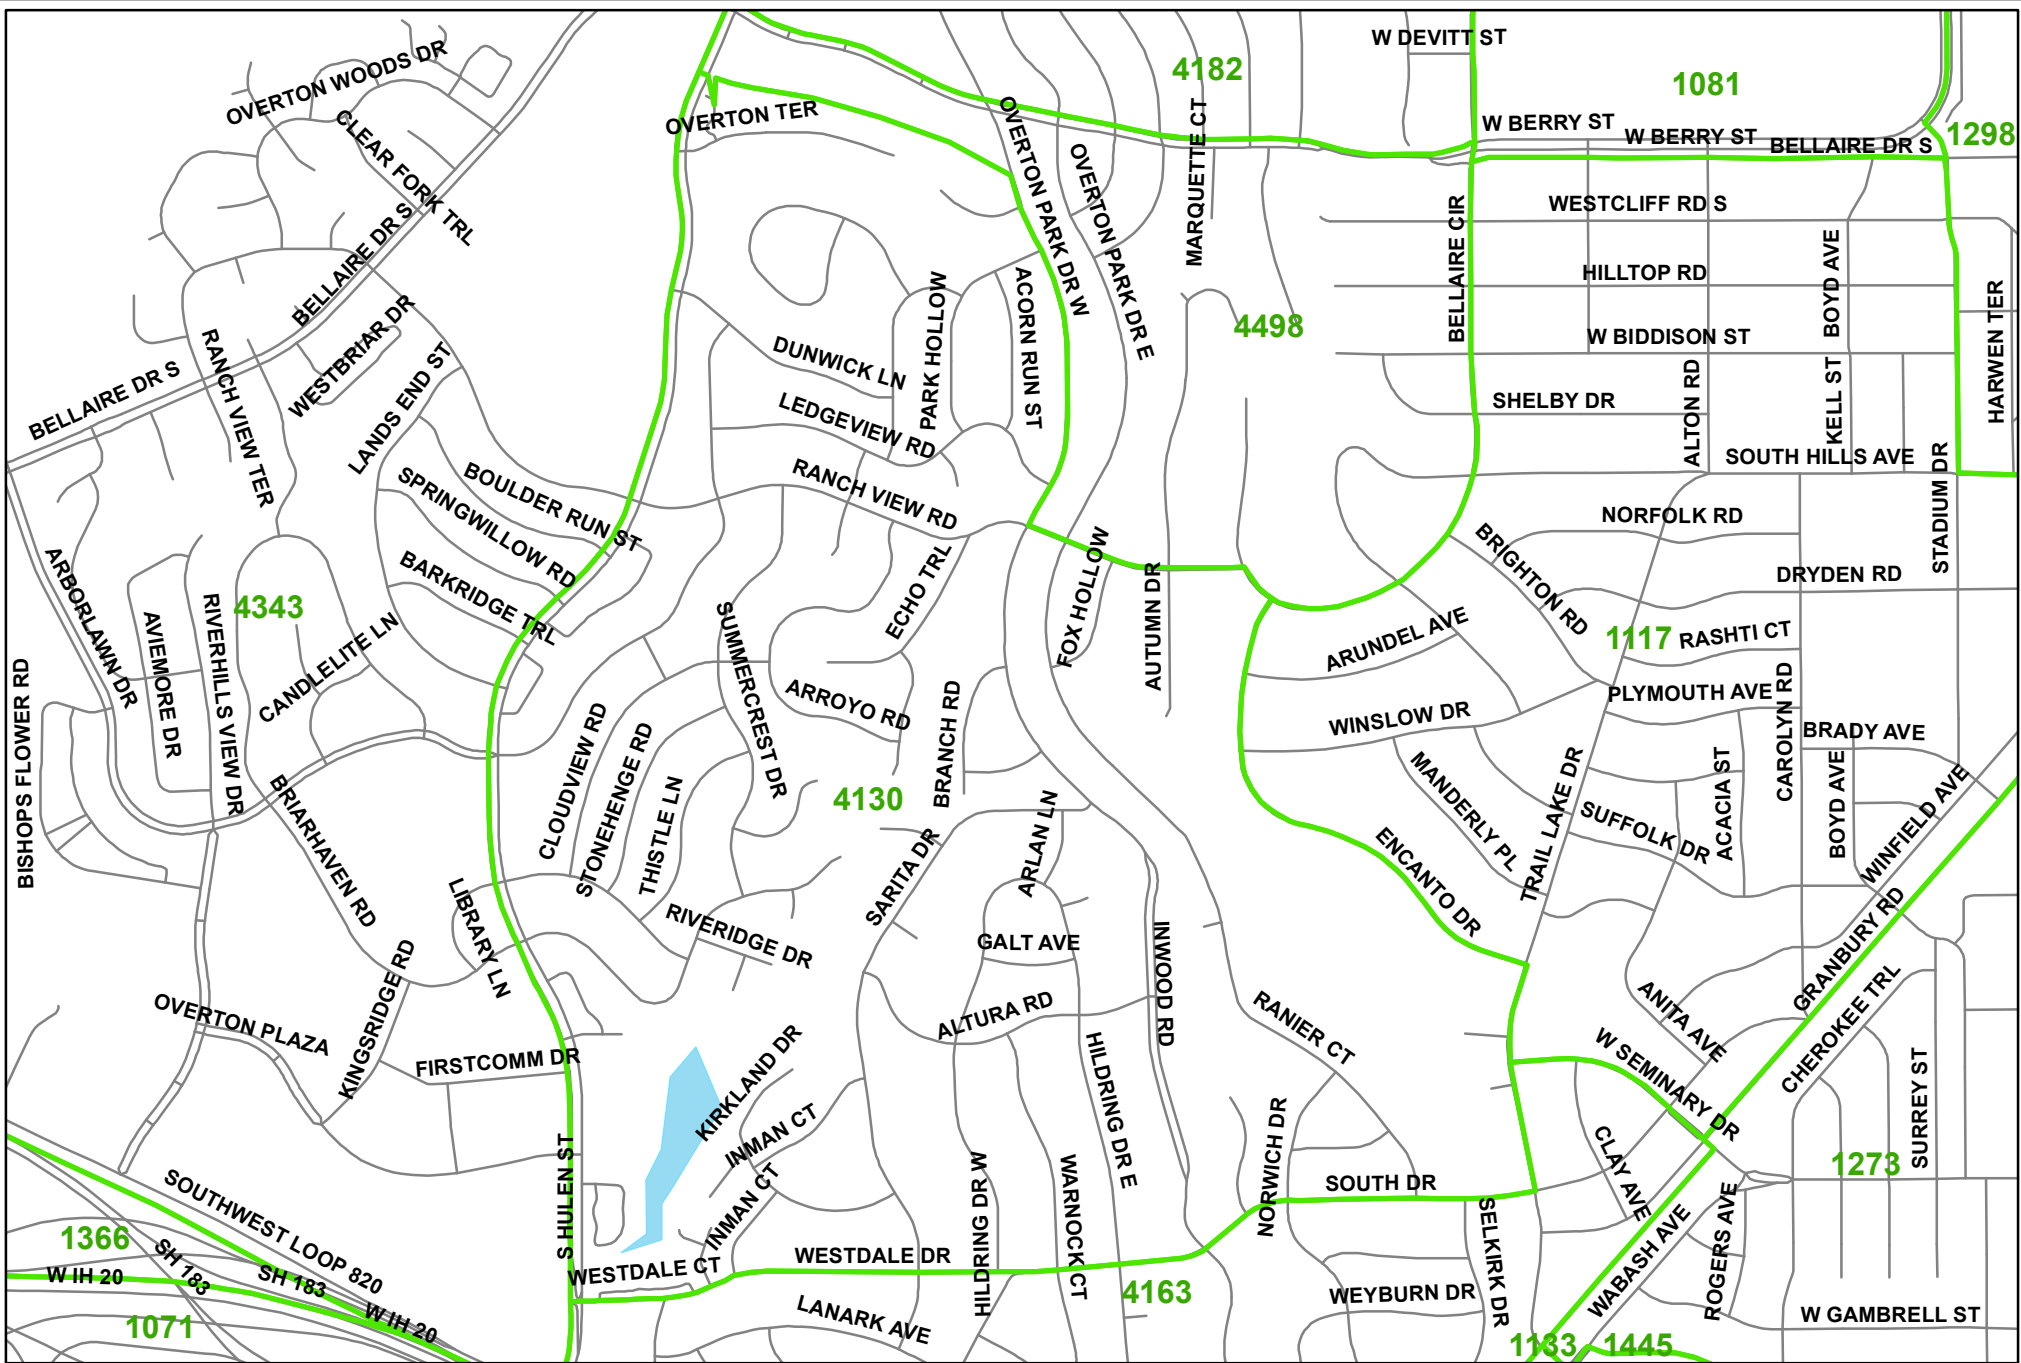 W DEVITT ST
4182
1081
OVERTON WOODS DR
CLEAR FORK TRL
OVERTON TER
OVERTON PARK DR W
OVERTON PARK DR E
MARQUETTE CT
W BERRY ST
W BERRY ST
BELLAIRE DR S
1298
BELLAIRE DR S
WESTCLIFF RD S
BELLAIRE CIR
HILLTOP RD
BOYD AVE
HARWEN TER
BELLAIRE DR S
RANCH VIEW TER
WESTBRIAR DR
LANDS END ST
DUNWICK LN
PARK HOLLOW
ACORN RUN ST
4498
W BIDDISON ST
ALTON RD
KELL ST
SHELBY DR
LEDGEVIEW RD
SOUTH HILLS AVE
STADIUM DR
SPRINGWILLOW RD
BOULDER RUN ST
RANCH VIEW RD
NORFOLK RD
BRIGHTON RD
BARKRIDGE TRL
ARBORLAWN DR
AVIEMORE DR
RIVERHILLS VIEW DR
4343
CANDLELITE LN
SUMMERCREST DR
ECHO TRL
FOX HOLLOW
AUTUMN DR
DRYDEN RD
ARUNDEL AVE
1117
RASHTI CT
BISHOPS FLOWER RD
ARROYO RD
BRANCH RD
WINSLOW DR
PLYMOUTH AVE
CAROLYN RD
BRADY AVE
CLOUDVIEW RD
STONEHENGE RD
THISTLE LN
4130
MANDERLY PL
TRAIL LAKE DR
SUFFOLK DR
ACACIA ST
BOYD AVE
WINFIELD AVE
BRIARHAVEN RD
LIBRARY LN
SARITA DR
ARLAN LN
ENCANTO DR
GRANBURY RD
RIVERIDGE DR
GALT AVE
INWOOD RD
KINGSRIDGE RD
OVERTON PLAZA
ALTURA RD
RANIER CT
ANITA AVE
CHEROKEE TRL
FIRSTCOMM DR
KIRKLAND DR
HILDRING DR E
W SEMINARY DR
SURREY ST
INMAN CT
INMAN CT
S HULEN ST
HILDRING DR W
WARNOCK CT
NORWICH DR
SOUTH DR
CLAY AVE
1273
SOUTHWEST LOOP 820
1366
SH 183
SH 183
W IH 20
W IH 20
1071
WESTDALE CT
WESTDALE DR
4163
SELKIRK DR
WEYBURN DR
WABASH AVE
ROGERS AVE
LANARK AVE
W GAMBRELL ST
1133
1445